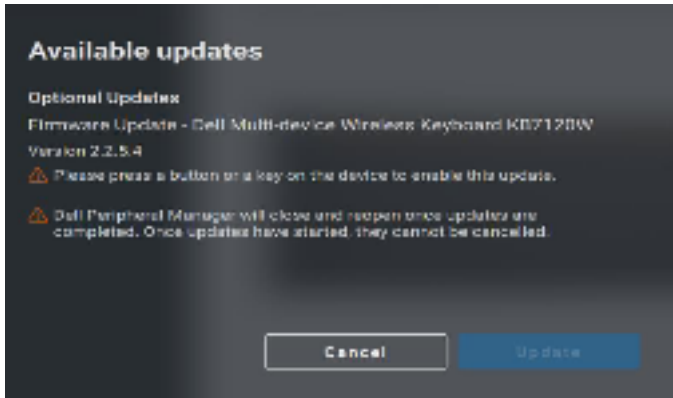 Available updates
Optional Updates
Firmware Update - Dell Multi-device Wireless Keyboard KB7120W
Version 2.2.5.4
Please press a button or a key on the device to enable this update.
Dell Peripheral Manager will close and reopen once updates are
completed. Once updates have started, they cannot be cancelled.
Cancel
Update